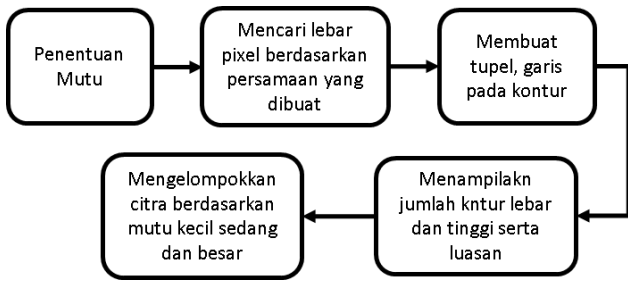 Penentuan
Mutu
Mencari lebar
pixel berdasarkan
persamaan yang
dibuat
Membuat
tupel, garis
pada kontur
Menampilakn
jumlah kntur lebar
dan tinggi serta
luasan
Mengelompokkan
citra berdasarkan
mutu kecil sedang
dan besar